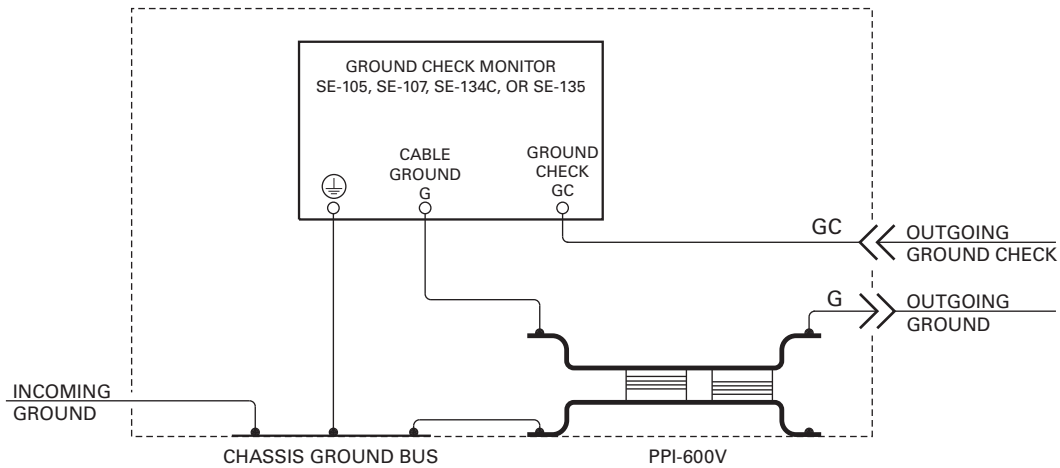 GROUND CHECK MONITOR
SE-105, SE-107, SE-134C, OR SE-135
CABLE
GROUND
G
GROUND
CHECK
GC
GC
OUTGOING
GROUND CHECK
G
OUTGOING
GROUND
INCOMING
GROUND
CHASSIS GROUND BUS
PPI-600V